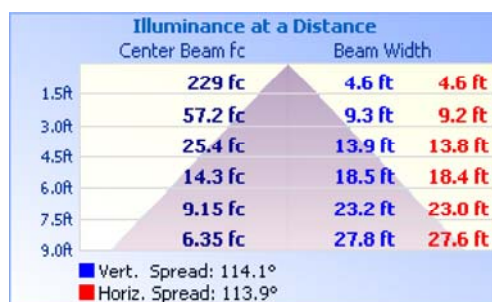 Illuminance at a Distance
Center Beam fc Beam Width
229 fc 4.6 ft 4.6 ft
1.5ft
57.2 fc 9.3 ft 9.2 ft
3.0ft
25.4 fc 13.9 ft 13.8 ft
4.5ft
14.3 fc 18.5 ft 18.4 ft
6.0ft
9.15 fc 23.2 ft 23.0 ft
7.5ft
6.35 fc 27.8 ft 27.6 ft
9.0ft
Vert. Spread: 114.1°
Horiz. Spread: 113.9°